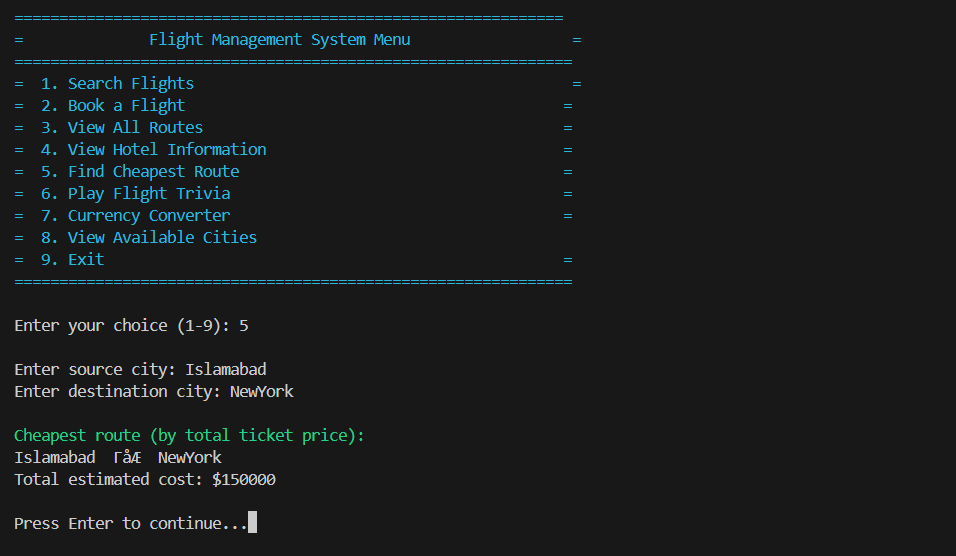 =============================================================
=              Flight Management System Menu                  =
==============================================================
=  1. Search Flights                                          =
=  2. Book a Flight                                          =
=  3. View All Routes                                        =
=  4. View Hotel Information                                 =
=  5. Find Cheapest Route                                    =
=  6. Play Flight Trivia                                     =
=  7. Currency Converter                                     =
=  8. View Available Cities
=  9. Exit                                                   =
==============================================================
Enter your choice (1-9): 5
Enter source city: Islamabad
Enter destination city: NewYork
Cheapest route (by total ticket price):
Islamabad  ΓåÆ  NewYork
Total estimated cost: $150000
Press Enter to continue...